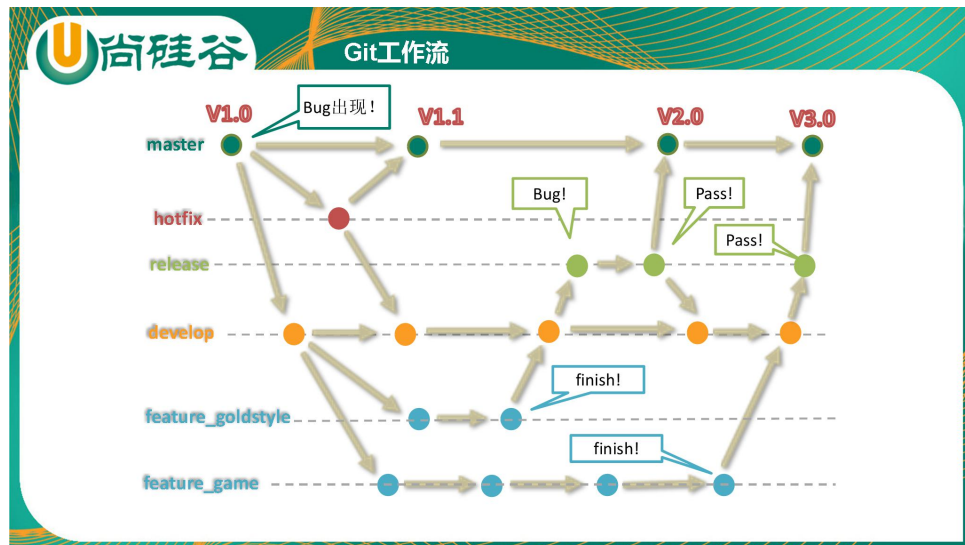 尚硅谷
Git工作流
V1.0
Bug出现!
V1.1
V2.0
V3.0
master
Bug!
Pass!
hotfix
Pass!
release
develop
finish!
feature_goldstyle
finish!
feature_game